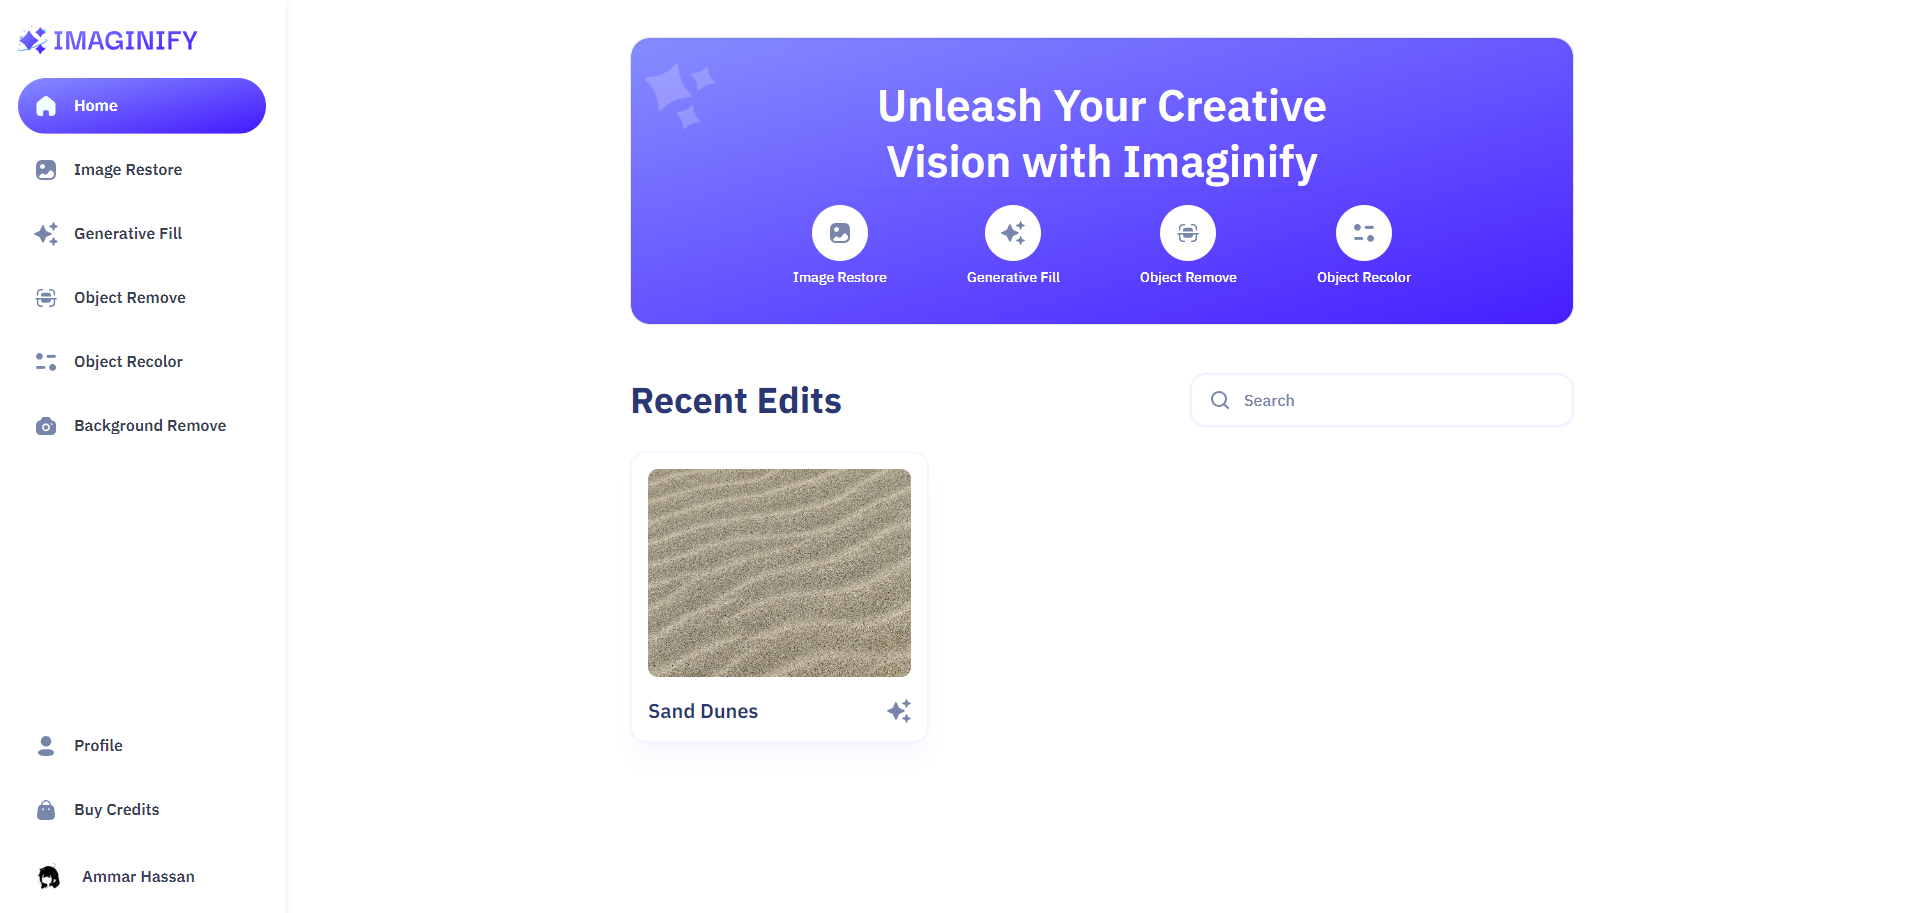 IMAGINIFY
Home
Image Restore
Generative Fill
Object Remove
Object Recolor
Background Remove
Profile
Buy Credits
Ammar Hassan
Unleash Your Creative
Vision with Imaginify
Image Restore
Generative Fill
Object Remove
Object Recolor
Recent Edits
Search
Sand Dunes